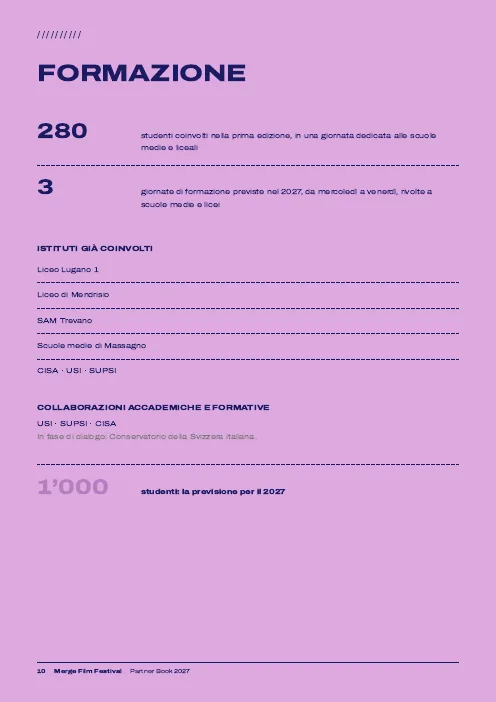 //////////
FORMAZIONE
280
studenti coinvolti nella prima edizione, in una giornata dedicata alle scuole
medie e liceali
3
giornate di formazione previste nel 2027, da mercoledì a venerdì, rivolte a
scuole medie e licei
ISTITUTI GIÀ COINVOLTI
Liceo Lugano 1
Liceo di Mendrisio
SAM Trevano
Scuole medie di Massagno
CISA · USI · SUPSI
COLLABORAZIONI ACCADEMICHE E FORMATIVE
USI · SUPSI · CISA
In fase di dialogo: Conservatorio della Svizzera italiana.
1’000
studenti: la previsione per il 2027
10 Merge Film Festival Partner Book 2027